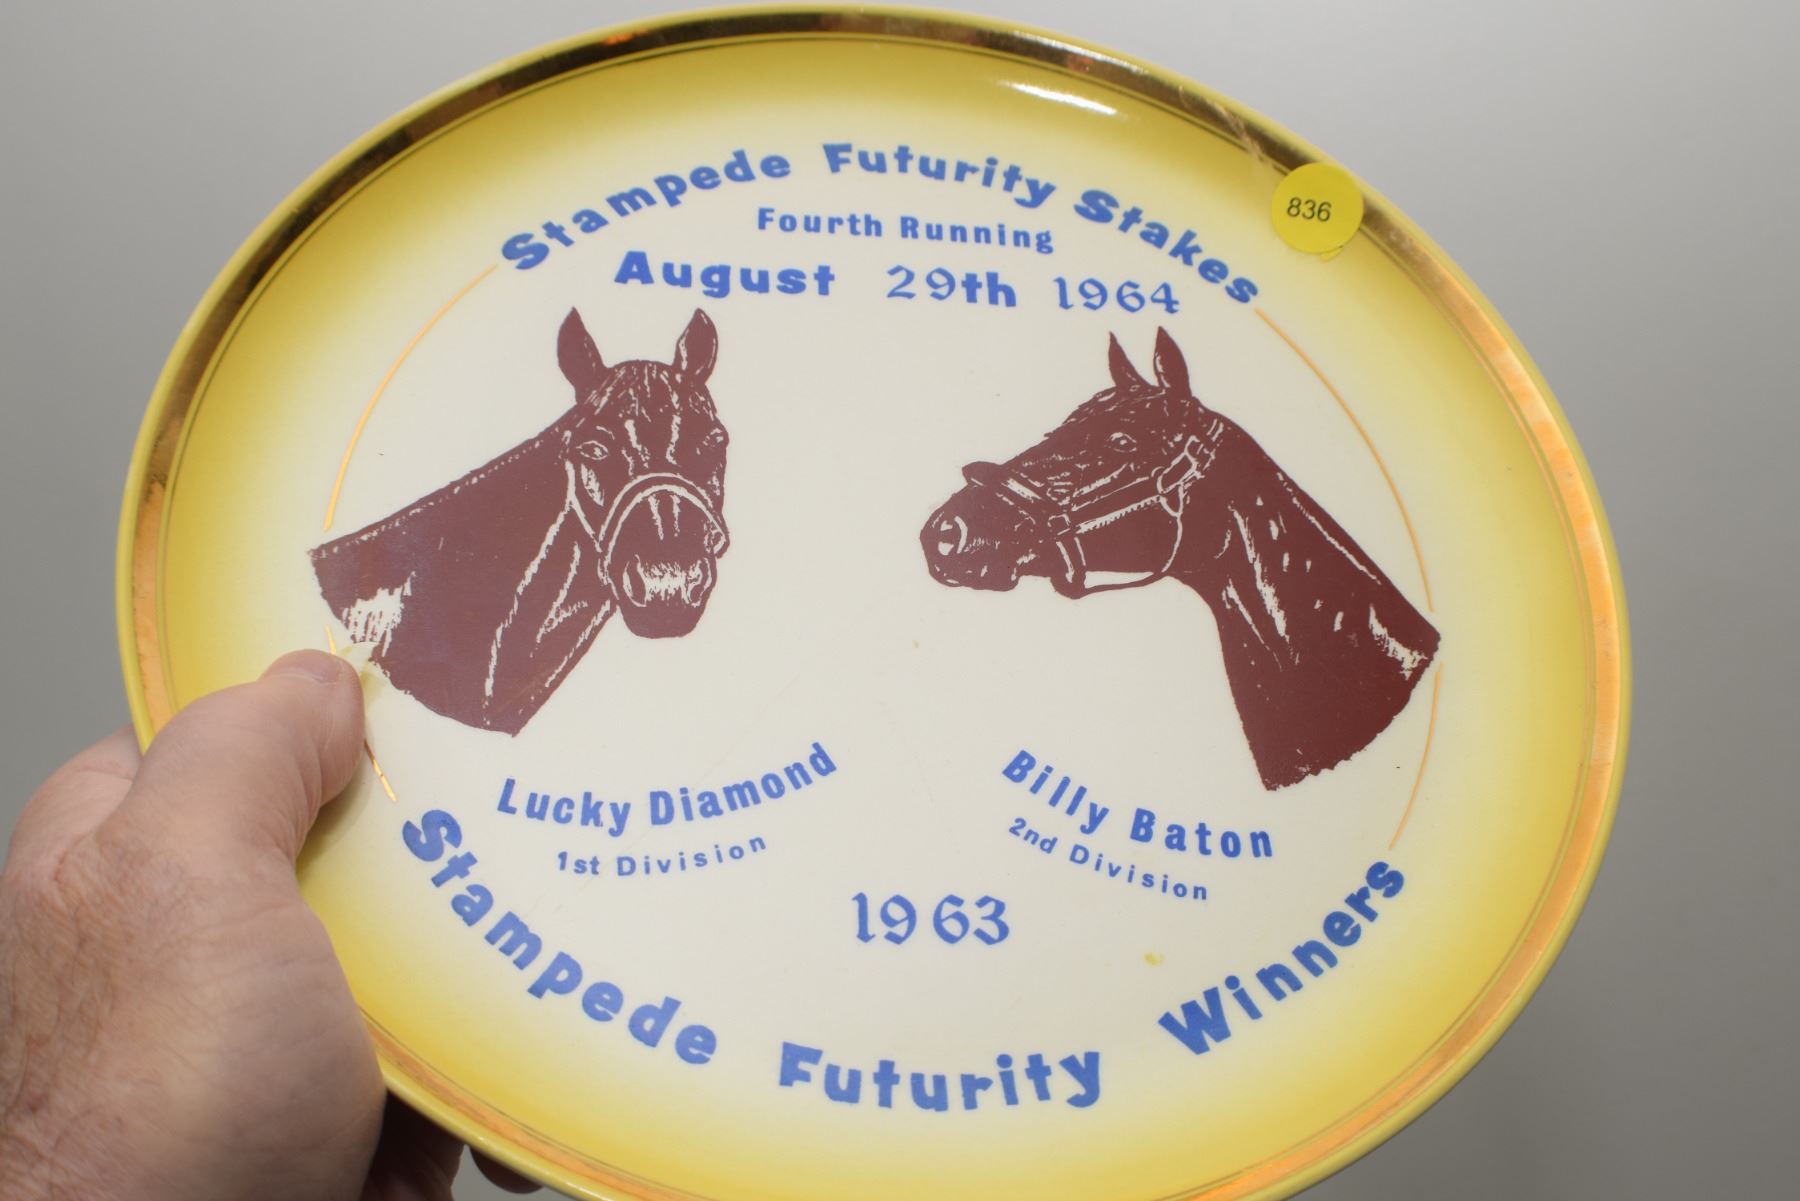 Stampede Futurity Stakes
Fourth Running
August 29th 1964
836
Lucky Diamond
1st Division
Billy Baton
2nd Division
1963
Stampede Futurity Winners